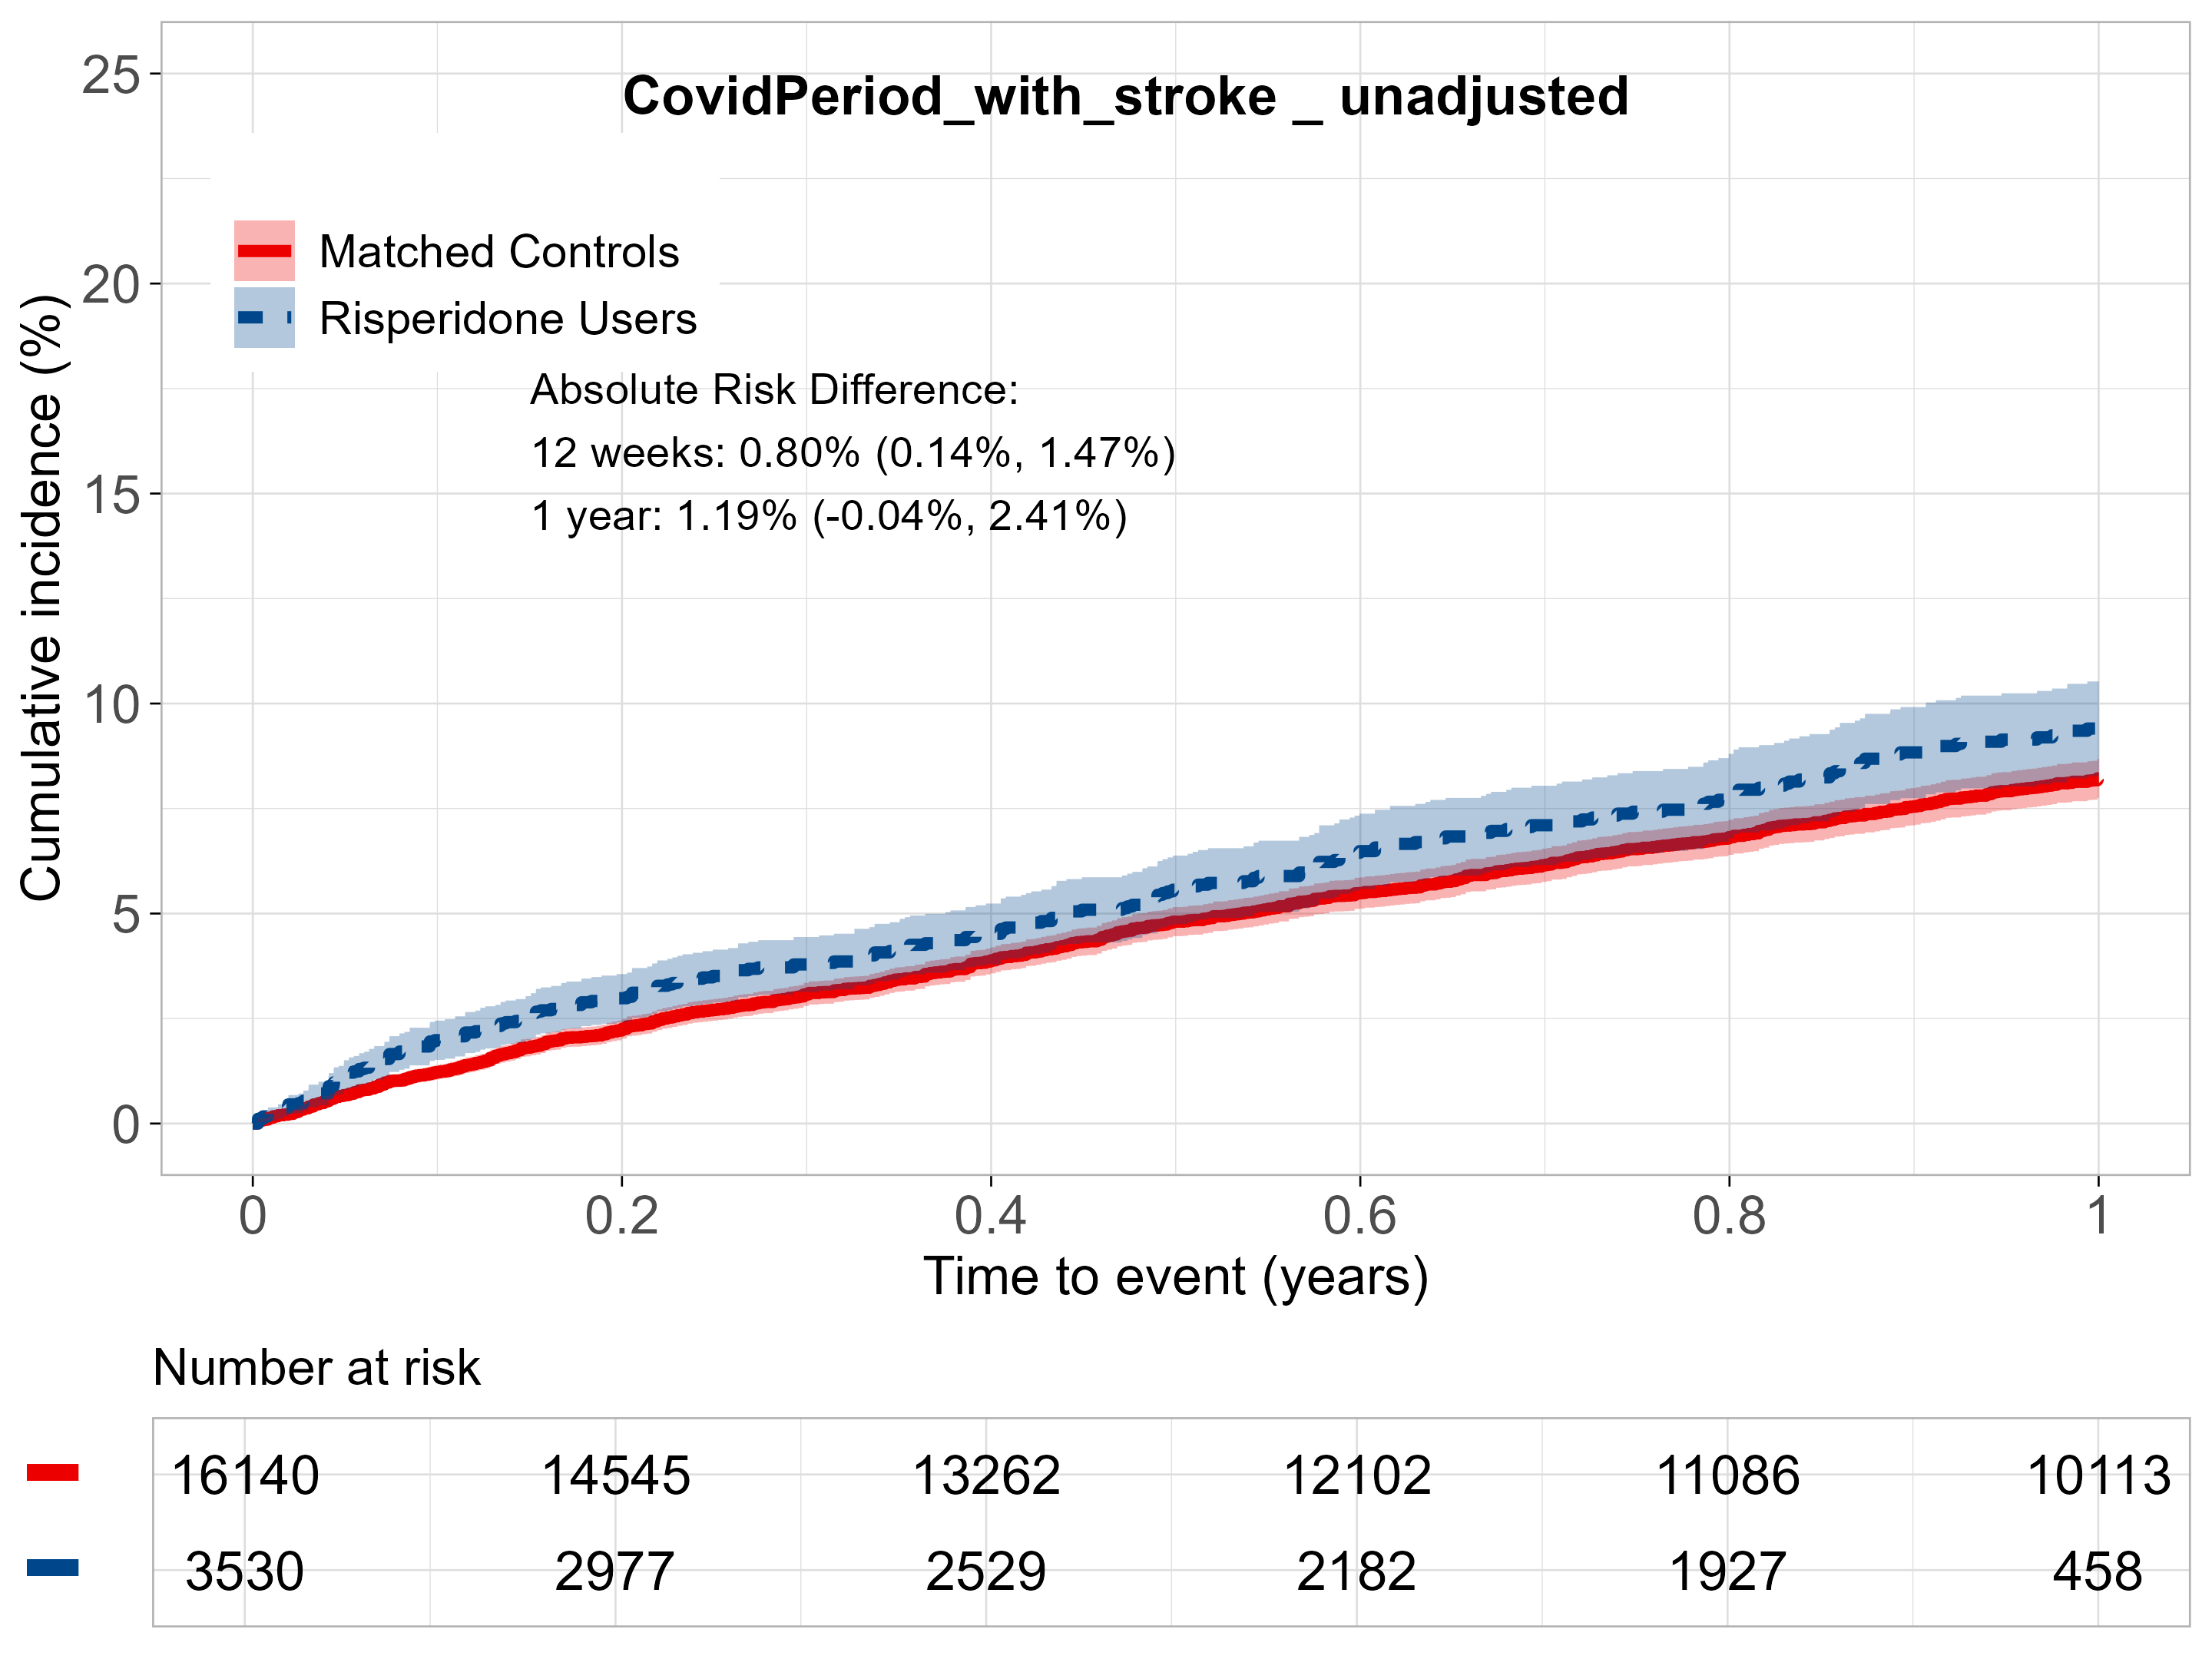 CovidPeriod_with_stroke _ unadjusted
Matched Controls
Risperidone Users
Absolute Risk Difference:
12 weeks: 0.80% (0.14%, 1.47%)
1 year: 1.19% (-0.04%, 2.41%)
Cumulative incidence (%)
25
20
15
10
5
0
0 0.2 0.4 0.6 0.8 1
Time to event (years)
Number at risk
16140 14545 13262 12102 11086 10113
3530 2977 2529 2182 1927 458